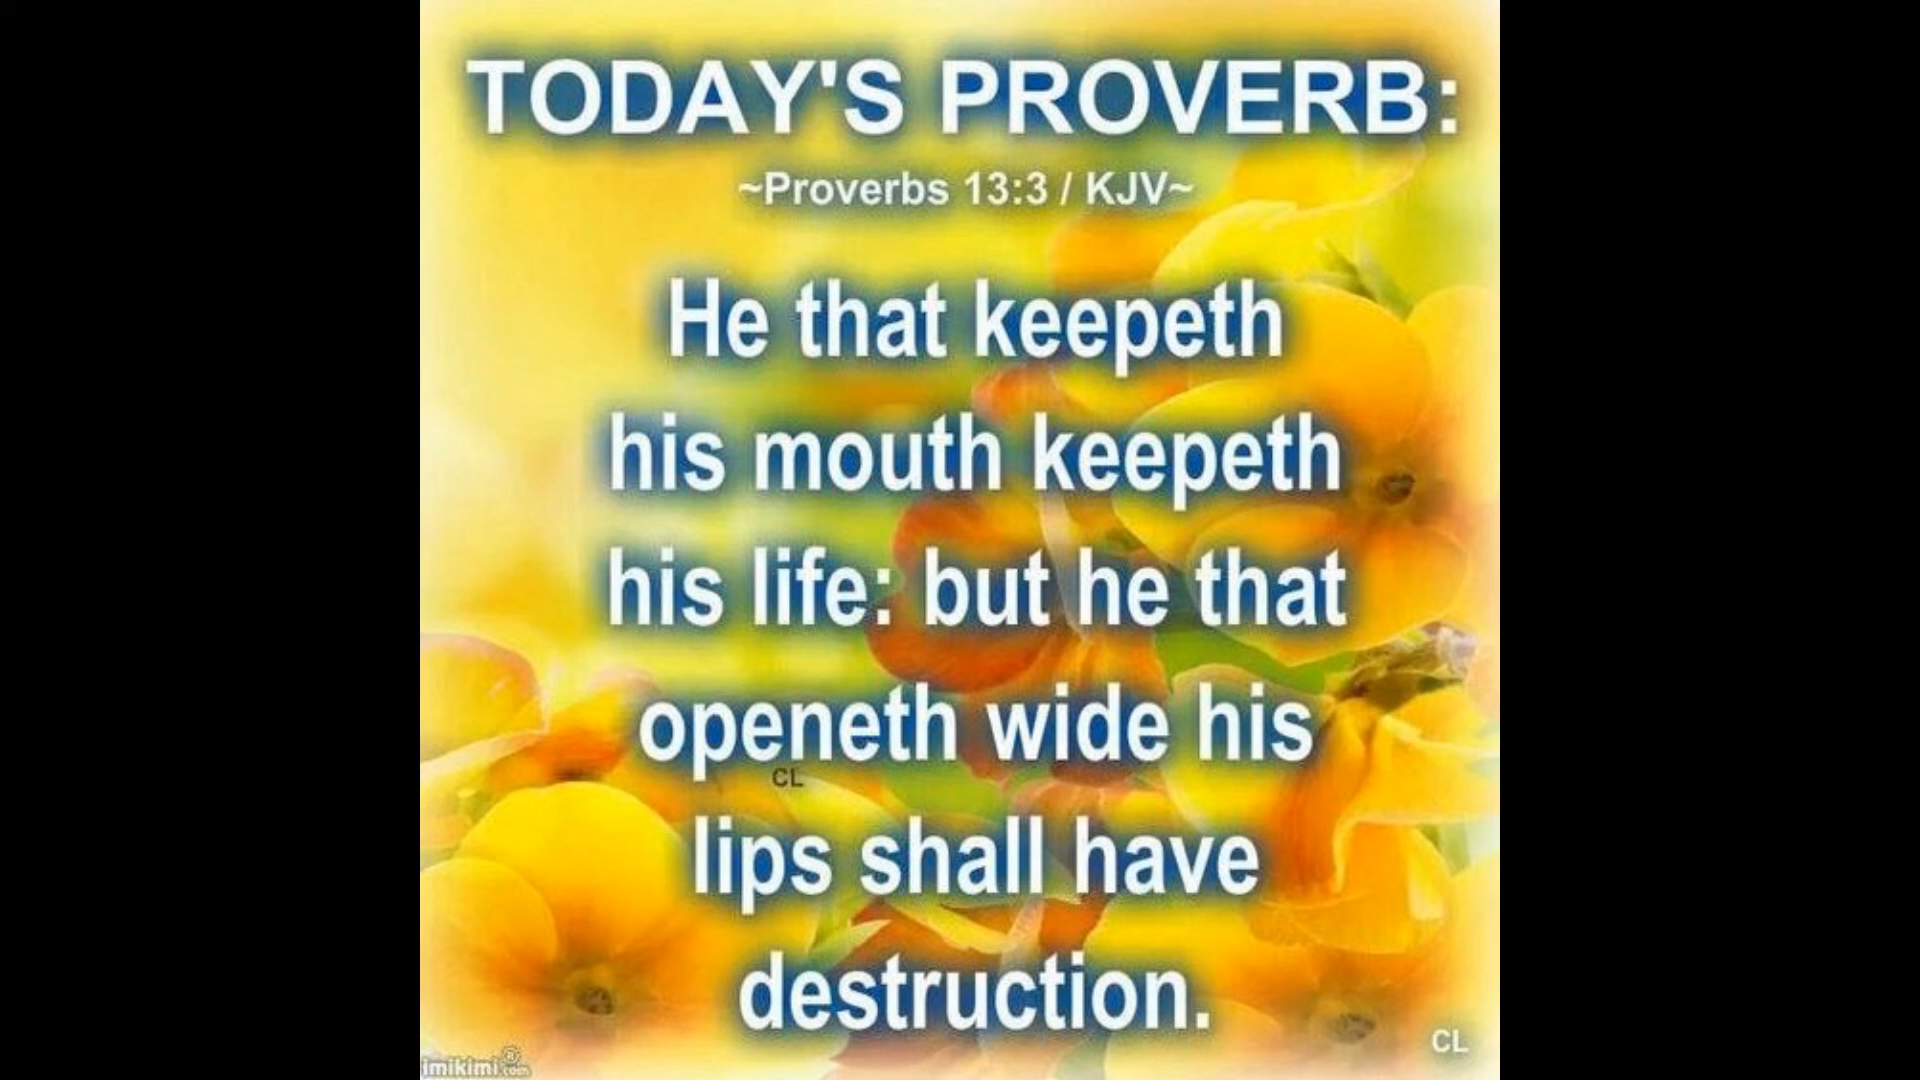 TODAY'S PROVERB:
~Proverbs 13:3 / KJV~
He that keepeth
his mouth keepeth
his life: but he that
openeth wide his
CL
lips shall have
destruction.
CL
imikimi.com®